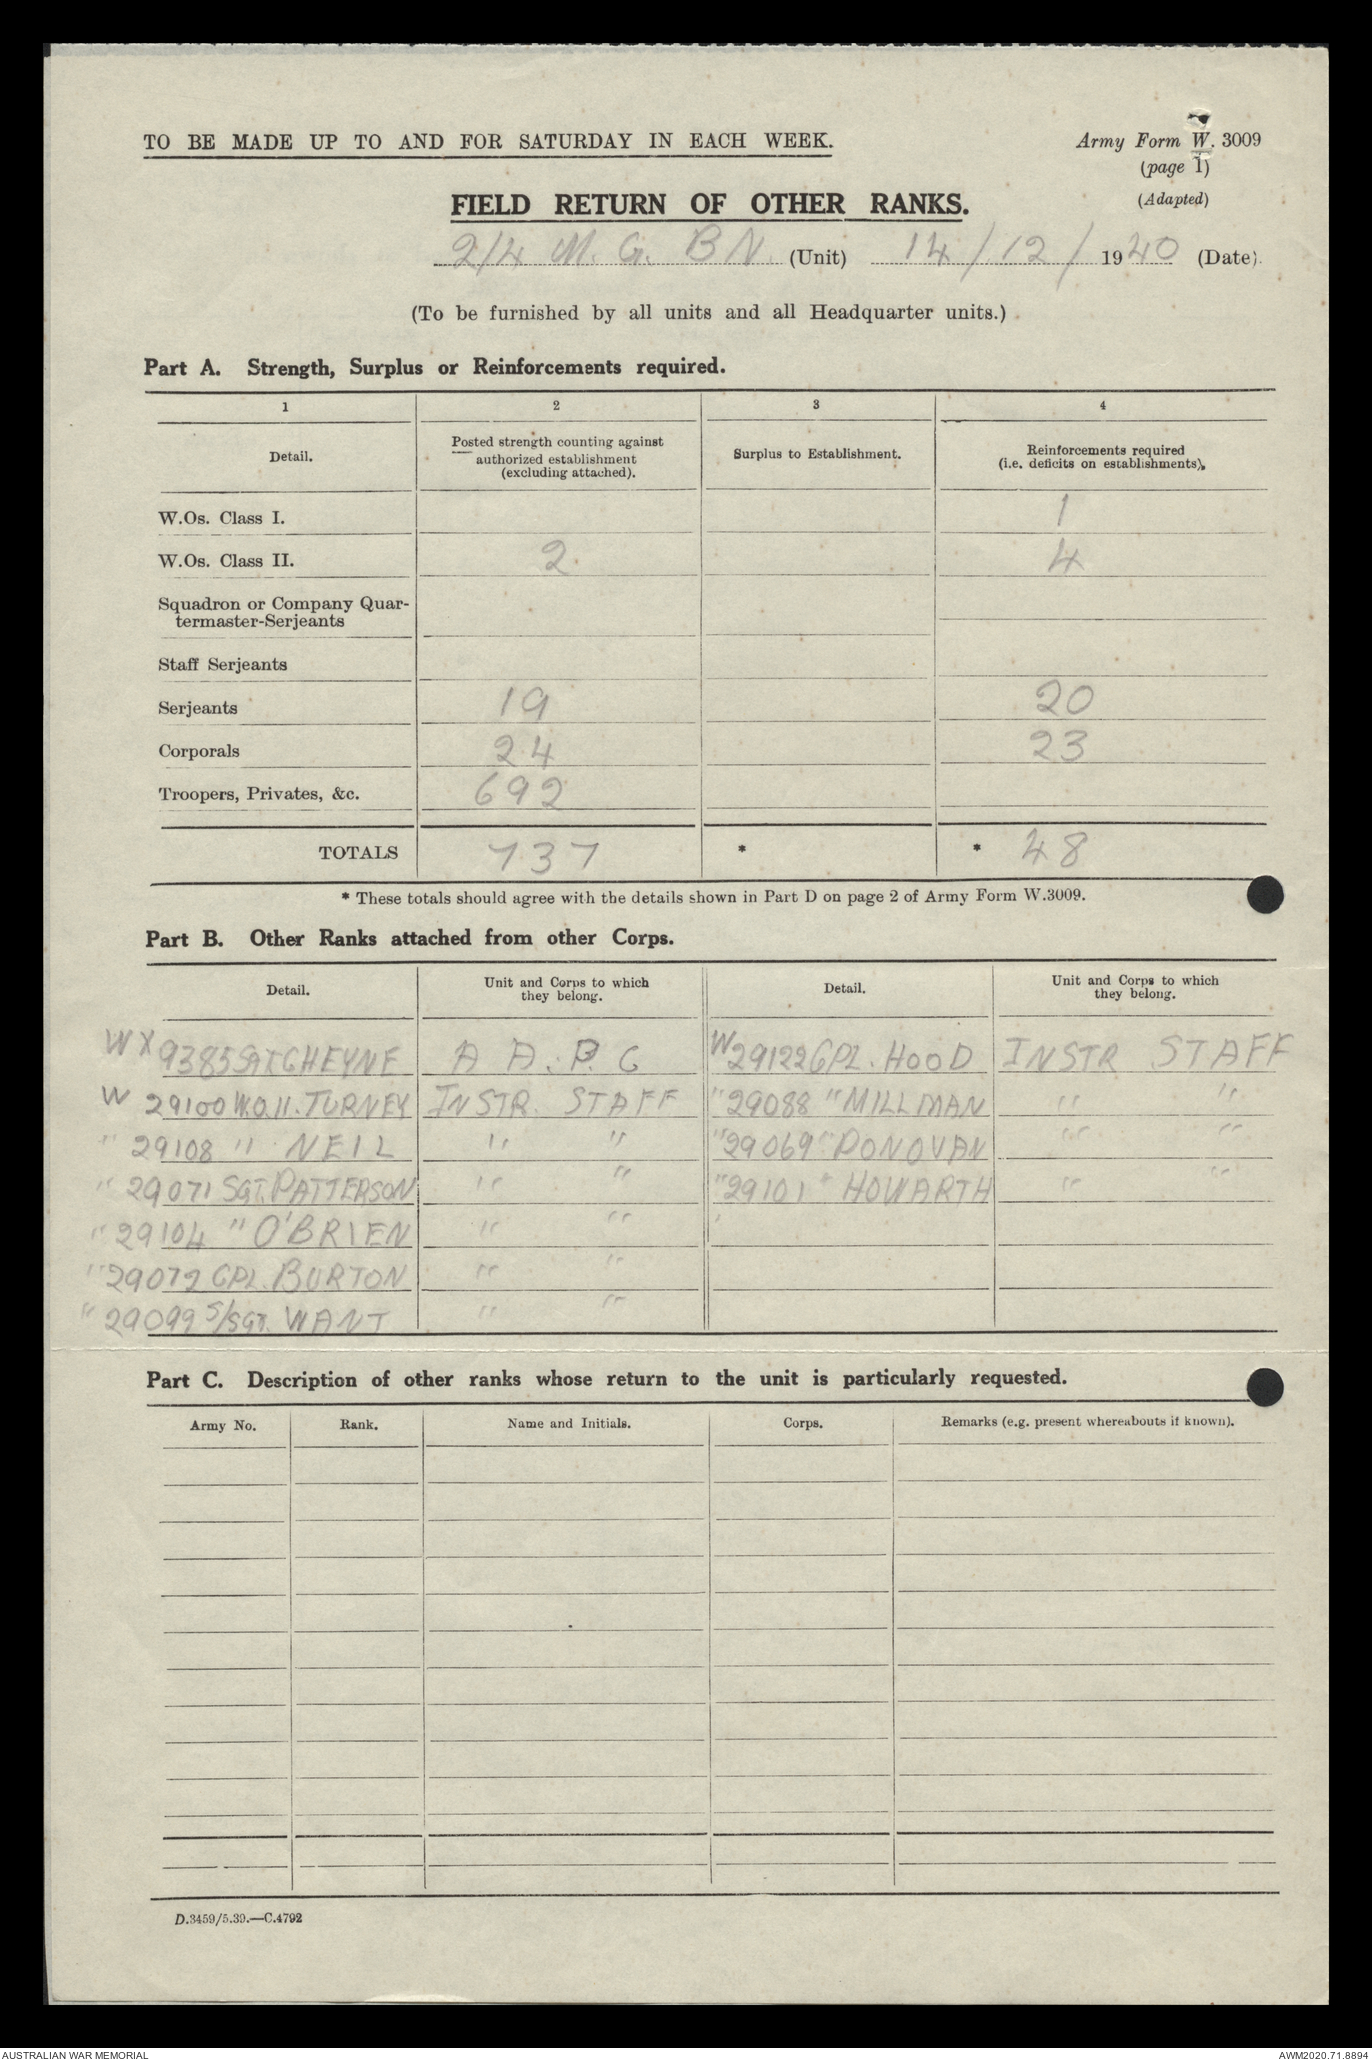 TO BE MADE UP TO AND FOR SATURDAY IN EACH WEEK.
Army Form W. 3009
(page 1)
(Adapted)
FIELD RETURN OF OTHER RANKS.
2/4 M. G. BN. (Unit) 14/12/1940 (Date).
(To be furnished by all units and all Headquarter units.)
Part A. Strength, Surplus or Reinforcements required.
1 2 3 4
Detail.
Posted strength counting against
authorized establishment
(excluding attached).
Surplus to Establishment.
Reinforcements required
(i.e. deficits on establishments).
W.Os. Class I. 1
W.Os. Class II. 2 4
Squadron or Company Quar-
termaster-Serjeants
Staff Serjeants
Serjeants 19 20
Corporals 24 23
Troopers, Privates, &c. 692
TOTALS 737 * * 48
* These totals should agree with the details shown in Part D on page 2 of Army Form W.3009.
Part B. Other Ranks attached from other Corps.
Detail.
Unit and Corps to which
they belong.
Detail.
Unit and Corps to which
they belong.
WX 9385 SGT CHEYNE A A. P. C W29122 CPL. HOOD INSTR STAFF
W 29100 W.O.II. TURNEY INSTR. STAFF "29088 " MILLMAN " "
" 29108 " NEIL " " "29069 " DONOVAN " "
" 29071 SGT. PATTERSON " " "29101 " HOWARTH " "
" 29104 " O'BRIEN " "
" 29072 CPL. BURTON " "
" 29099 S/SGT. WANT " "
Part C. Description of other ranks whose return to the unit is particularly requested.
Army No. Rank. Name and Initials. Corps. Remarks (e.g. present whereabouts if known).
D.3459/5.39.—C.4792
AUSTRALIAN WAR MEMORIAL
AWM2020.71.8894